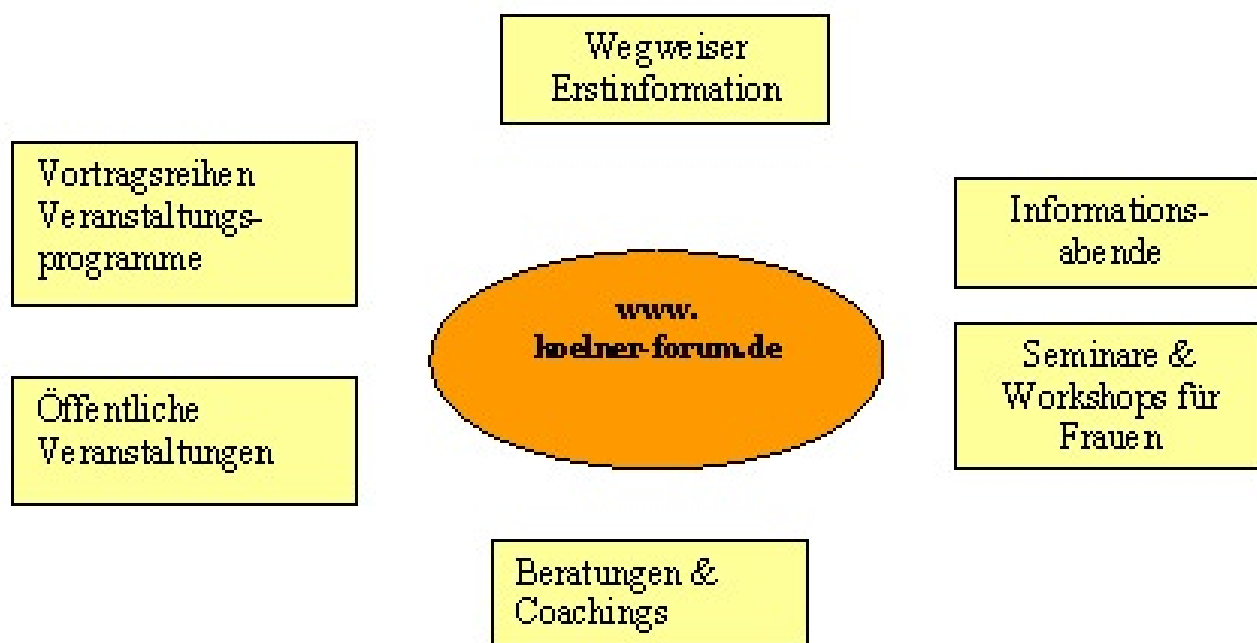 Wegweiser
Erstinformation
Vortragsreihen
Veranstaltungs-
programme
Informations-
abende
www.
koelner-forum.de
Seminare &
Workshops für
Frauen
Öffentliche
Veranstaltungen
Beratungen &
Coachings